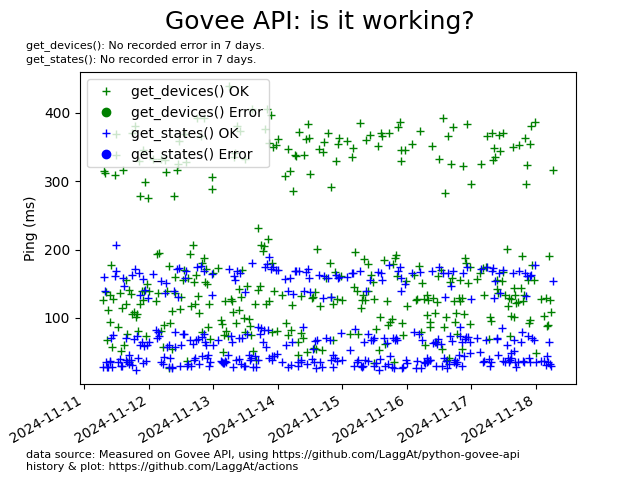 Govee API: is it working?
get_devices(): No recorded error in 7 days.
get_states(): No recorded error in 7 days.
get_devices() OK
get_devices() Error
get_states() OK
get_states() Error
Ping (ms)
400
300
200
100
2024-11-11
2024-11-12
2024-11-13
2024-11-14
2024-11-15
2024-11-16
2024-11-17
2024-11-18
data source: Measured on Govee API, using https://github.com/LaggAt/python-govee-api
history & plot: https://github.com/LaggAt/actions